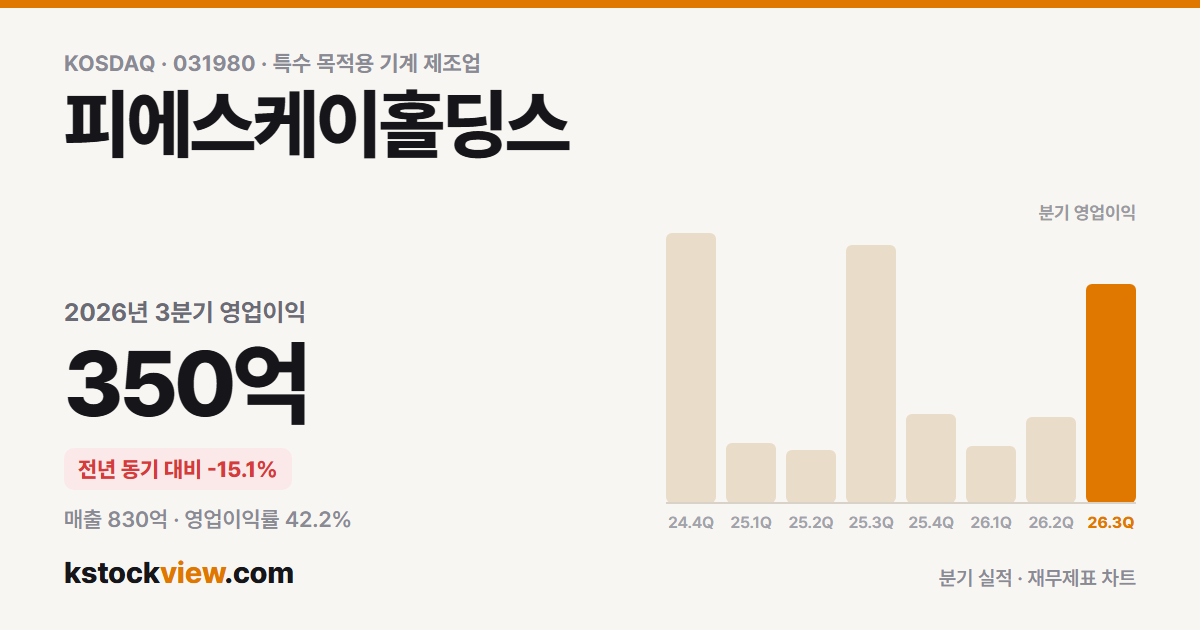 KOSDAQ · 031980 · 특수 목적용 기계 제조업
피에스케이홀딩스
분기 영업이익
2026년 3분기 영업이익
350억
전년 동기 대비 -15.1%
매출 830억 · 영업이익률 42.2%
24.4Q 25.1Q 25.2Q 25.3Q 25.4Q 26.1Q 26.2Q 26.3Q
kstockview.com
분기 실적 · 재무제표 차트